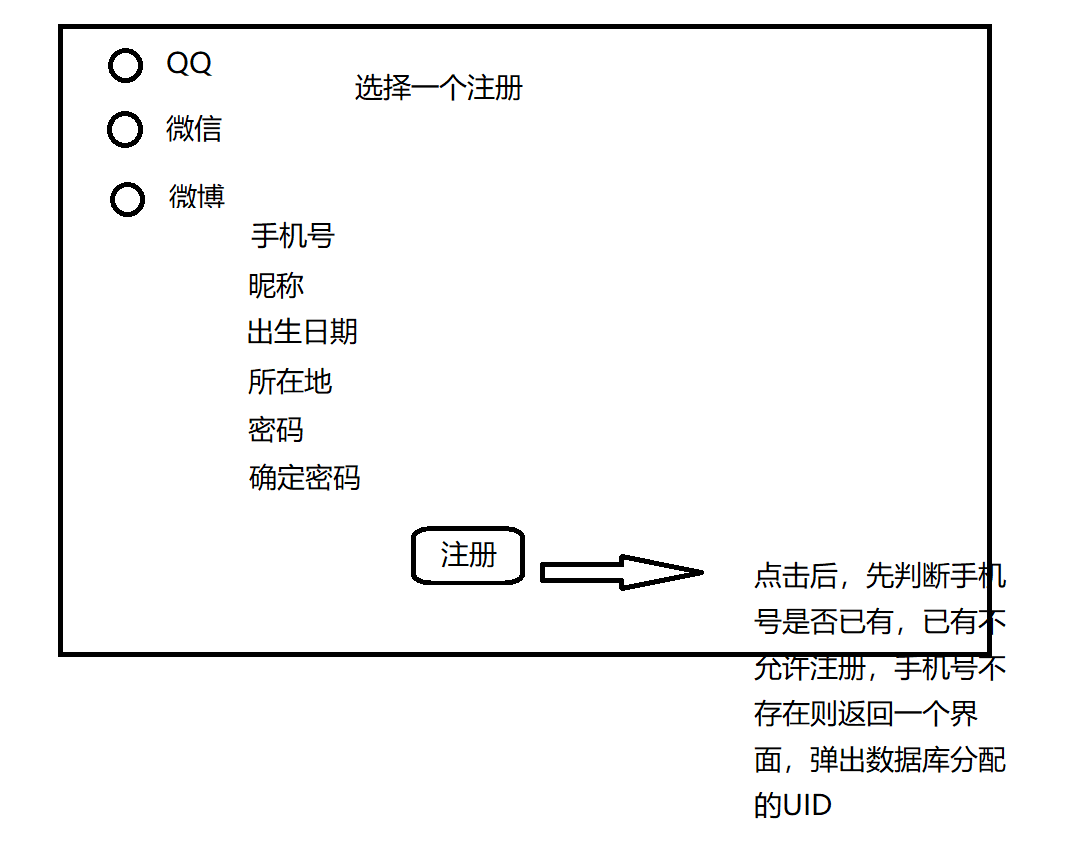 QQ
选择一个注册
微信
微博
手机号
昵称
出生日期
所在地
密码
确定密码
注册
点击后，先判断手机
号是否已有，已有不
允许注册，手机号不
存在则返回一个界
面，弹出数据库分配
的UID